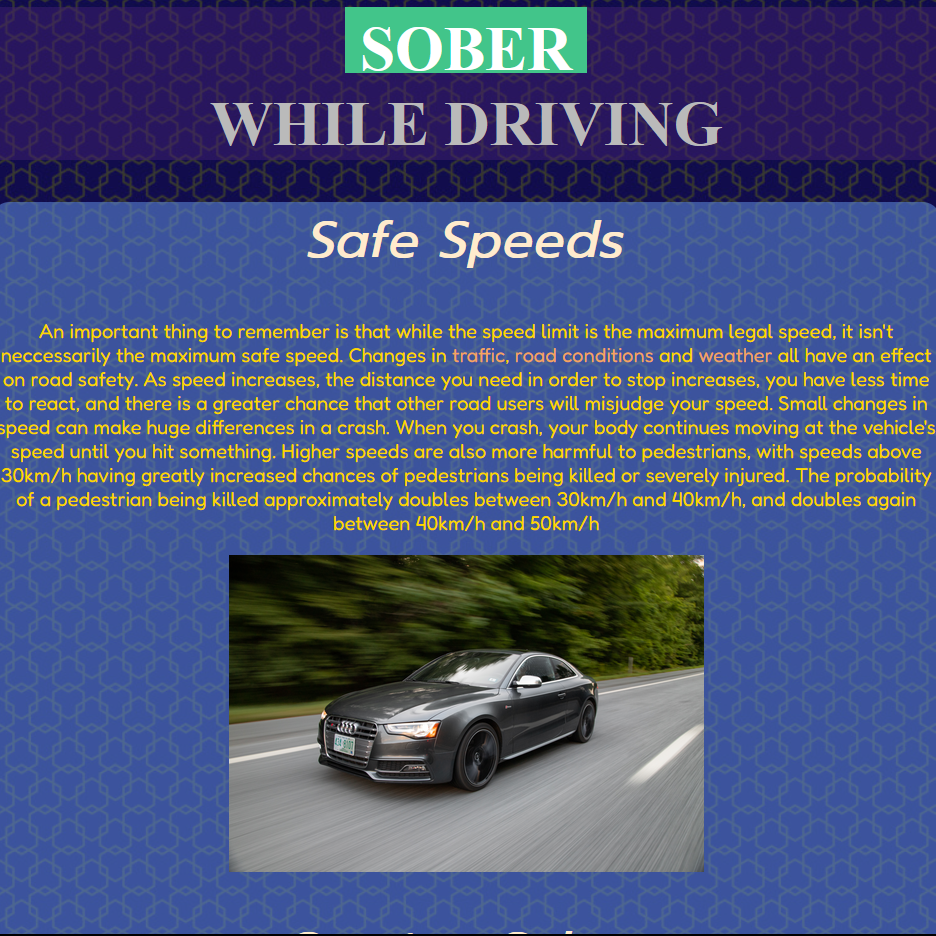 SOBER
WHILE DRIVING
Safe Speeds
An important thing to remember is that while the speed limit is the maximum legal speed, it isn't
neccessarily the maximum safe speed. Changes in traffic, road conditions and weather all have an effect
on road safety. As speed increases, the distance you need in order to stop increases, you have less time
to react, and there is a greater chance that other road users will misjudge your speed. Small changes in
speed can make huge differences in a crash. When you crash, your body continues moving at the vehicle's
speed until you hit something. Higher speeds are also more harmful to pedestrians, with speeds above
30km/h having greatly increased chances of pedestrians being killed or severely injured. The probability
of a pedestrian being killed approximately doubles between 30km/h and 40km/h, and doubles again
between 40km/h and 50km/h